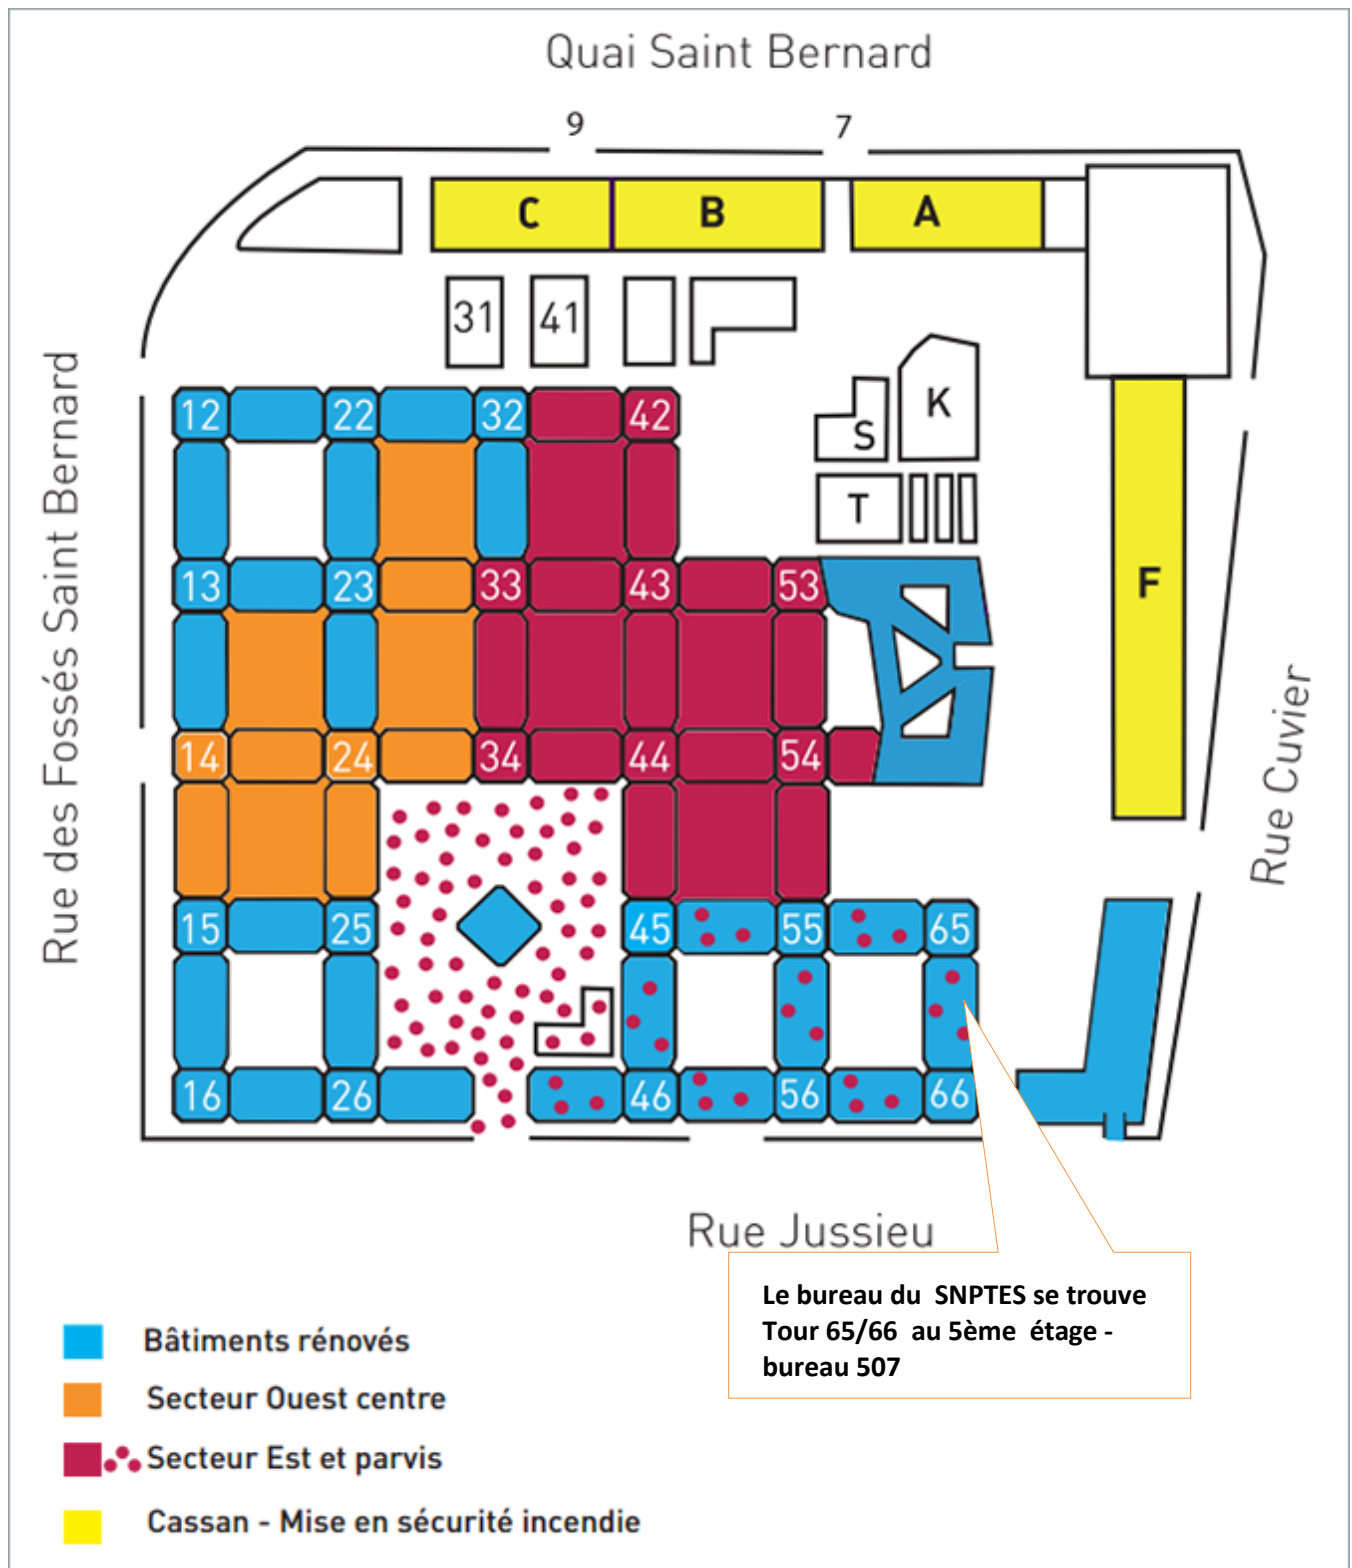 Quai Saint Bernard
9
7
C
B
A
31
41
K
S
T
F
Rue des Fossés Saint Bernard
Rue Cuvier
12
22
32
42
13
23
33
43
53
14
24
34
44
54
15
25
45
55
65
16
26
46
56
66
Rue Jussieu
Le bureau du SNPTES se trouve
Tour 65/66 au 5ème étage -
bureau 507
Bâtiments rénovés
Secteur Ouest centre
Secteur Est et parvis
Cassan - Mise en sécurité incendie